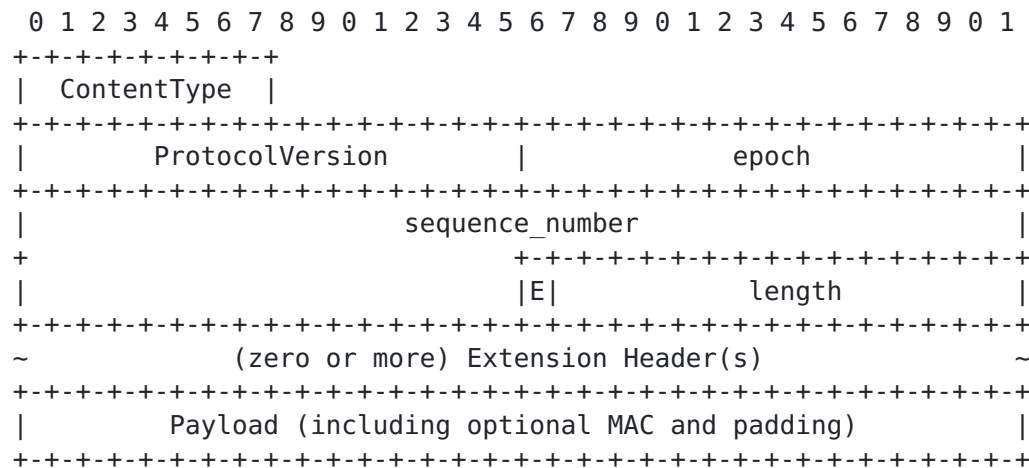 0 1 2 3 4 5 6 7 8 9 0 1 2 3 4 5 6 7 8 9 0 1 2 3 4 5 6 7 8 9 0 1
+-+-+-+-+-+-+-+-+
|  ContentType  |
+-+-+-+-+-+-+-+-+-+-+-+-+-+-+-+-+-+-+-+-+-+-+-+-+-+-+-+-+-+-+-+-+
|        ProtocolVersion        |             epoch             |
+-+-+-+-+-+-+-+-+-+-+-+-+-+-+-+-+-+-+-+-+-+-+-+-+-+-+-+-+-+-+-+-+
|                        sequence_number                        |
+                               +-+-+-+-+-+-+-+-+-+-+-+-+-+-+-+-+
|                               |E|            length           |
+-+-+-+-+-+-+-+-+-+-+-+-+-+-+-+-+-+-+-+-+-+-+-+-+-+-+-+-+-+-+-+-+
~             (zero or more) Extension Header(s)                ~
+-+-+-+-+-+-+-+-+-+-+-+-+-+-+-+-+-+-+-+-+-+-+-+-+-+-+-+-+-+-+-+-+
|         Payload (including optional MAC and padding)          |
+-+-+-+-+-+-+-+-+-+-+-+-+-+-+-+-+-+-+-+-+-+-+-+-+-+-+-+-+-+-+-+-+